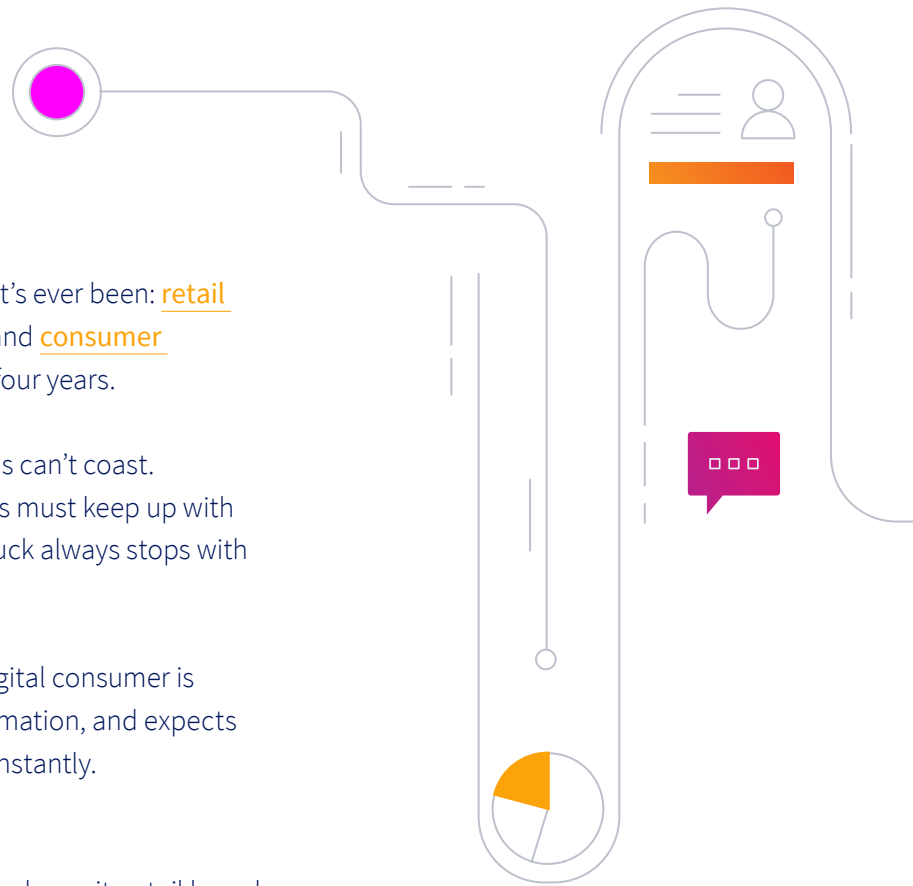 t’s ever been: retail
nd consumer
four years.
s can’t coast.
s must keep up with
uck always stops with
gital consumer is
mation, and expects
nstantly.